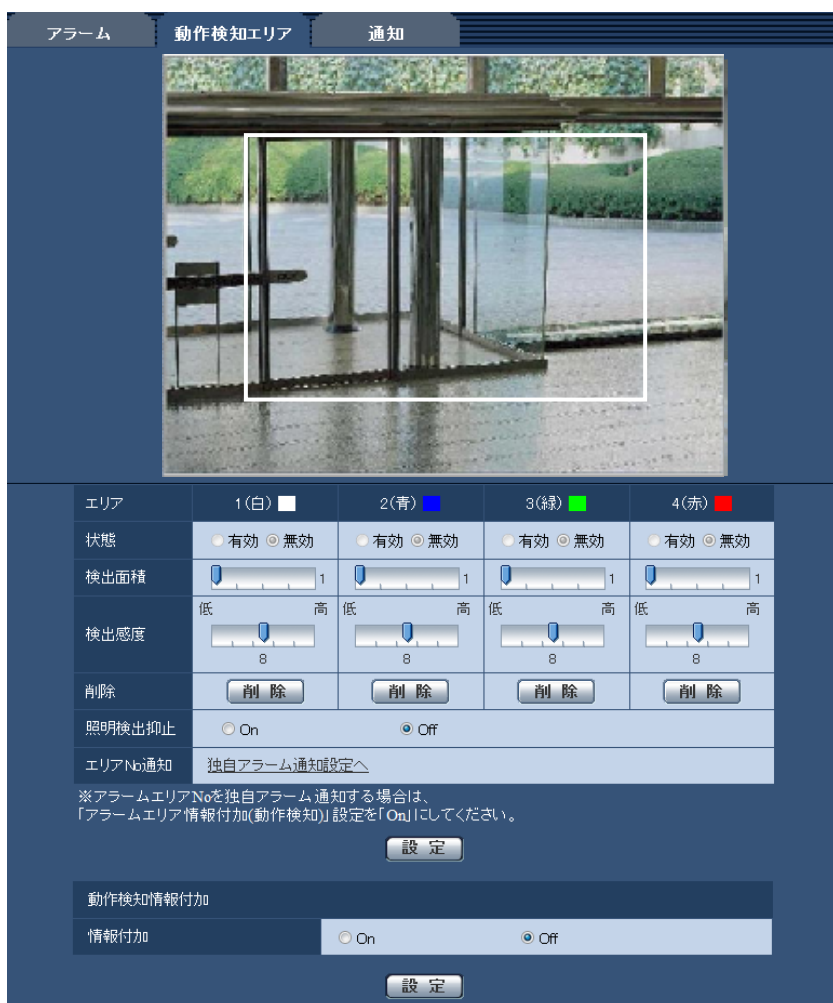 アラーム 動作検知エリア 通知
エリア 1(白) 2(青) 3(緑) 4(赤)
状態 有効 無効 有効 無効 有効 無効 有効 無効
検出面積 1 1 1 1
低 高 低 高 低 高 低 高
検出感度
8 8 8 8
削除 削除 削除 削除 削除
照明検出抑止 On Off
エリアNo通知 独自アラーム通知設定へ
※アラームエリアNoを独自アラーム通知する場合は、
「アラームエリア情報付加(動作検知)」設定を「On」にしてください。
設定
動作検知情報付加
情報付加 On Off
設定